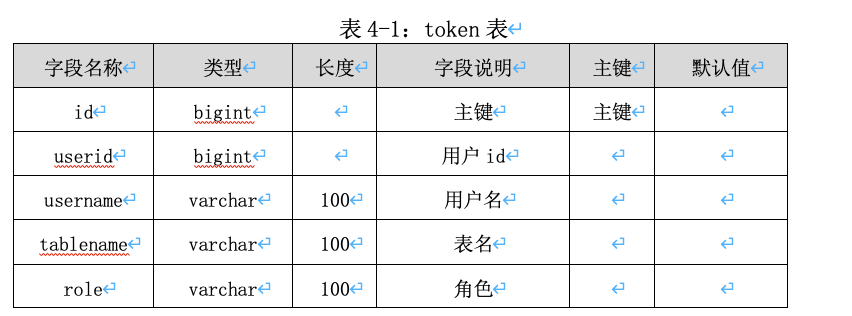 表 4-1：token 表
字段名称 类型 长度 字段说明 主键 默认值
id bigint 主键 主键
userid bigint 用户 id
username varchar 100 用户名
tablename varchar 100 表名
role varchar 100 角色